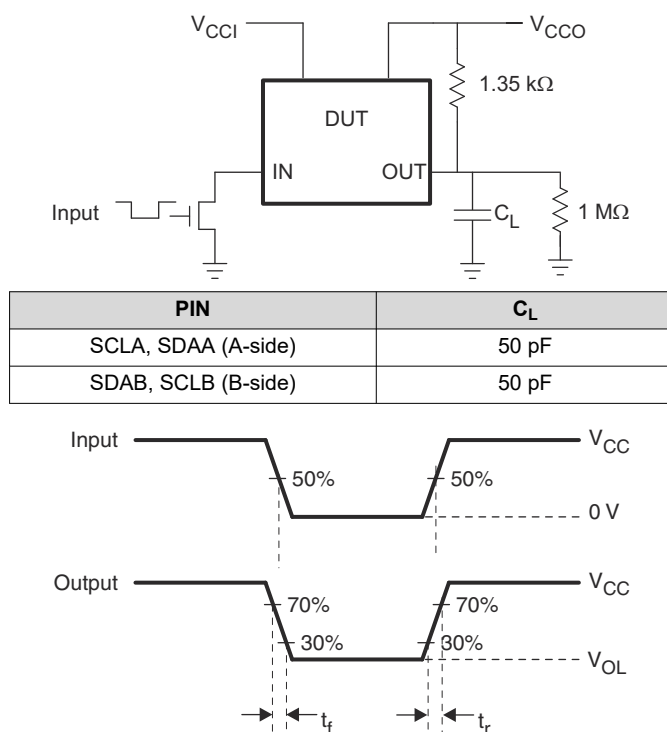 V_CCI
V_CCO
1.35 kΩ
DUT
IN
OUT
Input
C_L
1 MΩ
PIN C_L
SCLA, SDAA (A-side) 50 pF
SDAB, SCLB (B-side) 50 pF
Input
V_CC
50%
50%
0 V
Output
V_CC
70%
70%
30%
30%
V_OL
t_f
t_r